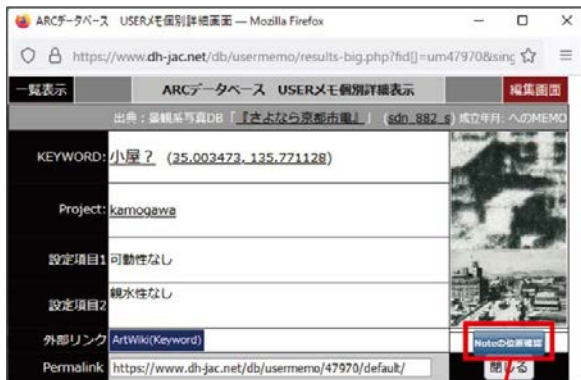 ARCデータベース USERメモ個別詳細画面 — Mozilla Firefox
https://www.dh-jac.net/db/usermemo/results-big.php?fid[]=um47970&sing
一覧表示
ARCデータベース USERメモ個別詳細表示
編集画面
出典:景観系写真DB「『さよなら京都市電』」 (sdn_882_s) 成立年月: へのMEMO
KEYWORD: 小屋? (35.003473, 135.771128)
Project: kamogawa
設定項目1 可動性なし
設定項目2 親水性なし
外部リンク ArtWiki(Keyword)
Noteの位置確認
Permalink https://www.dh-jac.net/db/usermemo/47970/default/
閉じる